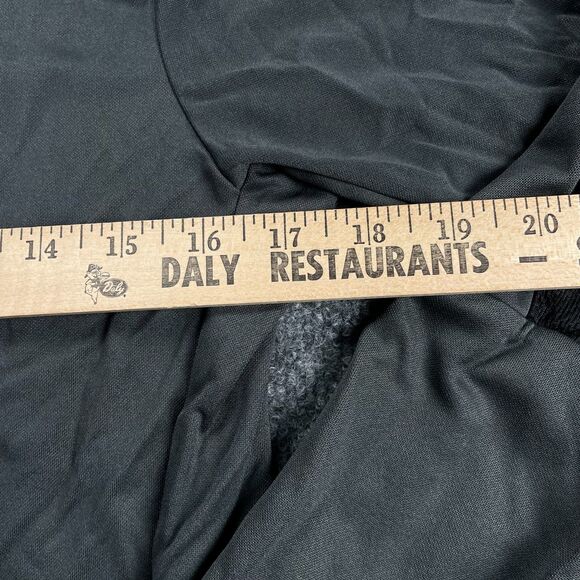 14 15 16 17 18 19 20
Daly DALY RESTAURANTS –